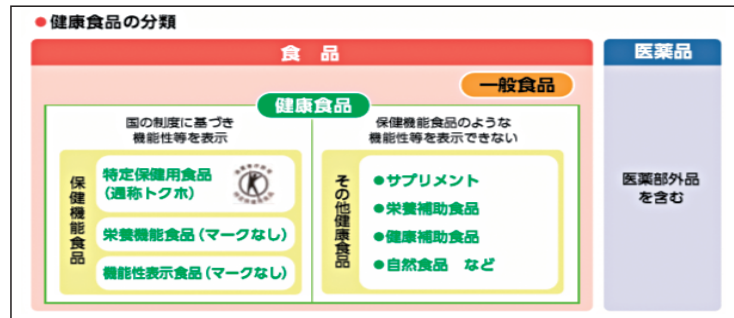 ●健康食品の分類
食 品
医薬品
一般食品
健康食品
国の制度に基づき
機能性等を表示
保健機能食品
特定保健用食品
(通称トクホ)
栄養機能食品(マークなし)
機能性表示食品(マークなし)
保健機能食品のような
機能性等を表示できない
その他健康食品
●サプリメント
●栄養補助食品
●健康補助食品
●自然食品 など
医薬部外品
を含む